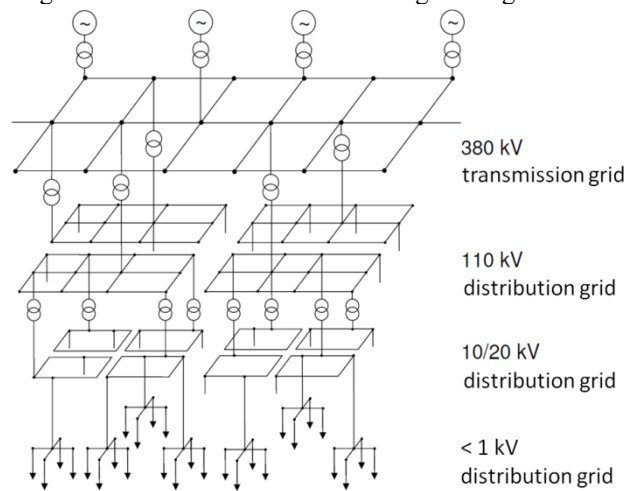 ~ ~ ~ ~
380 kV
transmission grid
110 kV
distribution grid
10/20 kV
distribution grid
< 1 kV
distribution grid